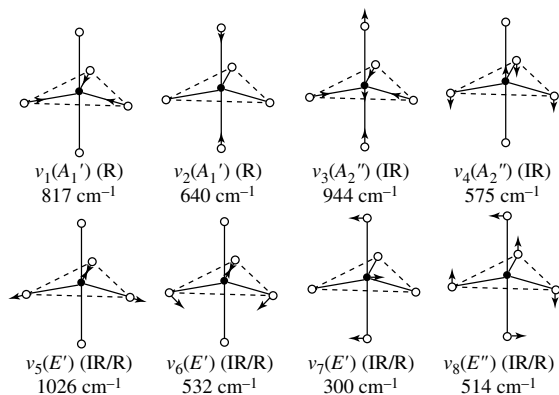 ν1(A1′) (R) ν2(A1′) (R) ν3(A2″) (IR) ν4(A2″) (IR)
817 cm–1 640 cm–1 944 cm–1 575 cm–1
ν5(E′) (IR/R) ν6(E′) (IR/R) ν7(E′) (IR/R) ν8(E″) (IR/R)
1026 cm–1 532 cm–1 300 cm–1 514 cm–1